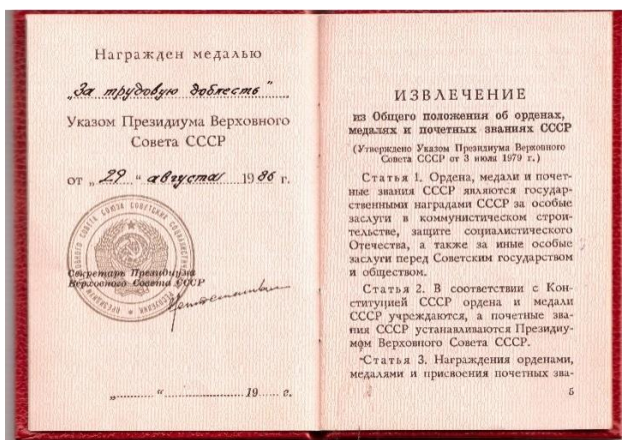 Награжден медалью
„За трудовую доблесть"
Указом Президиума Верховного
Совета СССР
от „ 29 “ августа 1986 г.
Секретарь Президиума
Верховного Совета СССР
„ “ 19 г.
ИЗВЛЕЧЕНИЕ
из Общего положения об орденах,
медалях и почетных званиях СССР
(Утверждено Указом Президиума Верховного
Совета СССР от 3 июля 1979 г.)
Статья 1. Ордена, медали и почет-
ные звания СССР являются государ-
ственными наградами СССР за особые
заслуги в коммунистическом строи-
тельстве, защите социалистического
Отечества, а также за иные особые
заслуги перед Советским государством
и обществом.
Статья 2. В соответствии с Кон-
ституцией СССР ордена и медали
СССР учреждаются, а почетные зва-
ния СССР устанавливаются Президиу-
мом Верховного Совета СССР.
Статья 3. Награждения орденами,
медалями и присвоения почетных зва-
5